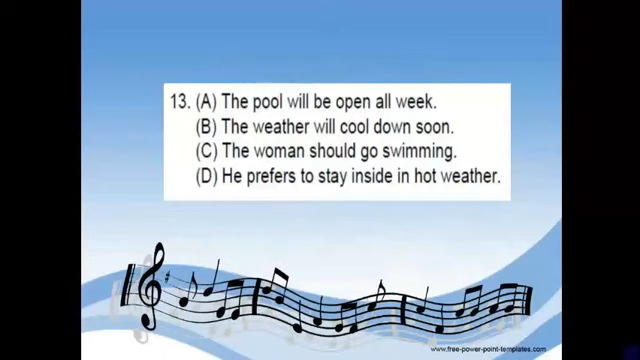 13. (A) The pool will be open all week.
(B) The weather will cool down soon.
(C) The woman should go swimming.
(D) He prefers to stay inside in hot weather.
www.free-power-point-templates.com